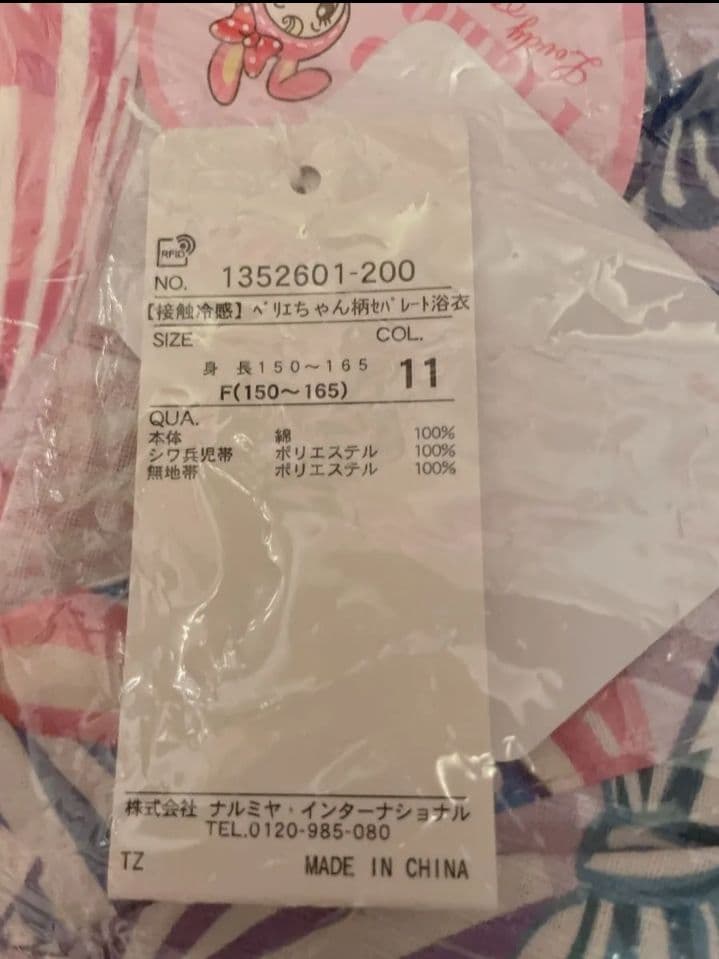 Lovely
RFID
NO. 1352601-200
【接触冷感】ﾍﾞﾘｴちゃん柄ｾﾊﾟﾚｰﾄ浴衣
SIZE COL.
身 長150～165
F(150～165) 11
QUA.
本体 綿 100%
シワ兵児帯 ポリエステル 100%
無地帯 ポリエステル 100%
株式会社 ナルミヤ・インターナショナル
TEL.0120-985-080
TZ MADE IN CHINA